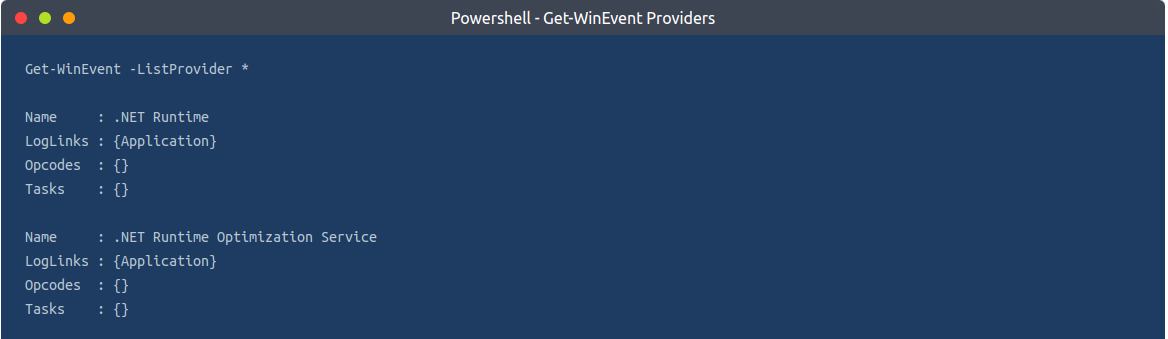 Powershell - Get-WinEvent Providers
Get-WinEvent -ListProvider *
Name     : .NET Runtime
LogLinks : {Application}
Opcodes  : {}
Tasks    : {}
Name     : .NET Runtime Optimization Service
LogLinks : {Application}
Opcodes  : {}
Tasks    : {}